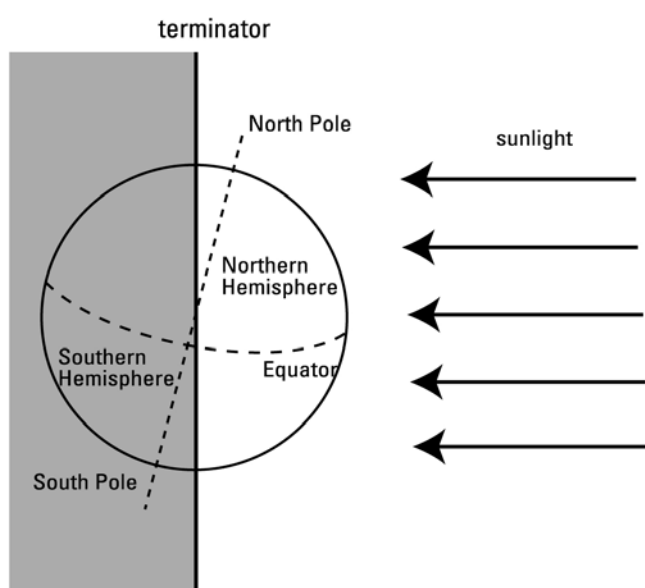 terminator
North Pole
sunlight
Northern
Hemisphere
Southern
Hemisphere
Equator
South Pole